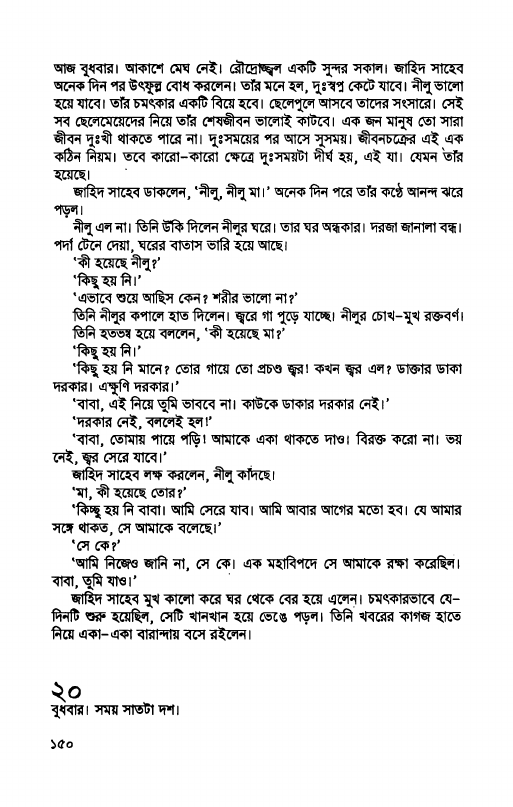 আজ বুধবার। আকাশে মেঘ নেই। রৌদ্রোজ্জ্বল একটি সুন্দর সকাল। জাহিদ সাহেব
অনেক দিন পর উৎফুল্ল বোধ করলেন। তাঁর মনে হল, দুঃস্বপ্ন কেটে যাবে। নীলু ভালো
হয়ে যাবে। তাঁর চমৎকার একটি বিয়ে হবে। ছেলেপুলে আসবে তাদের সংসারে। সেই
সব ছেলেমেয়েদের নিয়ে তাঁর শেষজীবন ভালোই কাটবে। এক জন মানুষ তো সারা
জীবন দুঃখী থাকতে পারে না। দুঃসময়ের পর আসে সুসময়। জীবনচক্রের এই এক
কঠিন নিয়ম। তবে কারো–কারো ক্ষেত্রে দুঃসময়টা দীর্ঘ হয়, এই যা। যেমন তাঁর
হয়েছে।
জাহিদ সাহেব ডাকলেন, ‘নীলু, নীলু মা।’ অনেক দিন পরে তাঁর কণ্ঠে আনন্দ ঝরে
পড়ল।
নীলু এল না। তিনি উঁকি দিলেন নীলুর ঘরে। তার ঘর অন্ধকার। দরজা জানালা বন্ধ।
পর্দা টেনে দেয়া, ঘরের বাতাস ভারি হয়ে আছে।
‘কী হয়েছে নীলু?’
‘কিছু হয় নি।’
‘এভাবে শুয়ে আছিস কেন? শরীর ভালো না?’
তিনি নীলুর কপালে হাত দিলেন। জ্বরে গা পুড়ে যাচ্ছে। নীলুর চোখ–মুখ রক্তবর্ণ।
তিনি হতভম্ব হয়ে বললেন, ‘কী হয়েছে মা?’
‘কিছু হয় নি।’
‘কিছু হয় নি মানে? তোর গায়ে তো প্রচণ্ড জ্বর! কখন জ্বর এল? ডাক্তার ডাকা
দরকার। এক্ষুণি দরকার।’
‘বাবা, এই নিয়ে তুমি ভাববে না। কাউকে ডাকার দরকার নেই।’
‘দরকার নেই, বললেই হল!’
‘বাবা, তোমায় পায়ে পড়ি! আমাকে একা থাকতে দাও। বিরক্ত করো না। ভয়
নেই, জ্বর সেরে যাবে।’
জাহিদ সাহেব লক্ষ করলেন, নীলু কাঁদছে।
‘মা, কী হয়েছে তোর?’
‘কিচ্ছু হয় নি বাবা। আমি সেরে যাব। আমি আবার আগের মতো হব। যে আমার
সঙ্গে থাকত, সে আমাকে বলেছে।’
‘সে কে?’
‘আমি নিজেও জানি না, সে কে। এক মহাবিপদে সে আমাকে রক্ষা করেছিল।
বাবা, তুমি যাও।’
জাহিদ সাহেব মুখ কালো করে ঘর থেকে বের হয়ে এলেন। চমৎকারভাবে যে–
দিনটি শুরু হয়েছিল, সেটি খানখান হয়ে ভেঙে পড়ল। তিনি খবরের কাগজ হাতে
নিয়ে একা–একা বারান্দায় বসে রইলেন।
২০
বুধবার। সময় সাতটা দশ।
১৫০